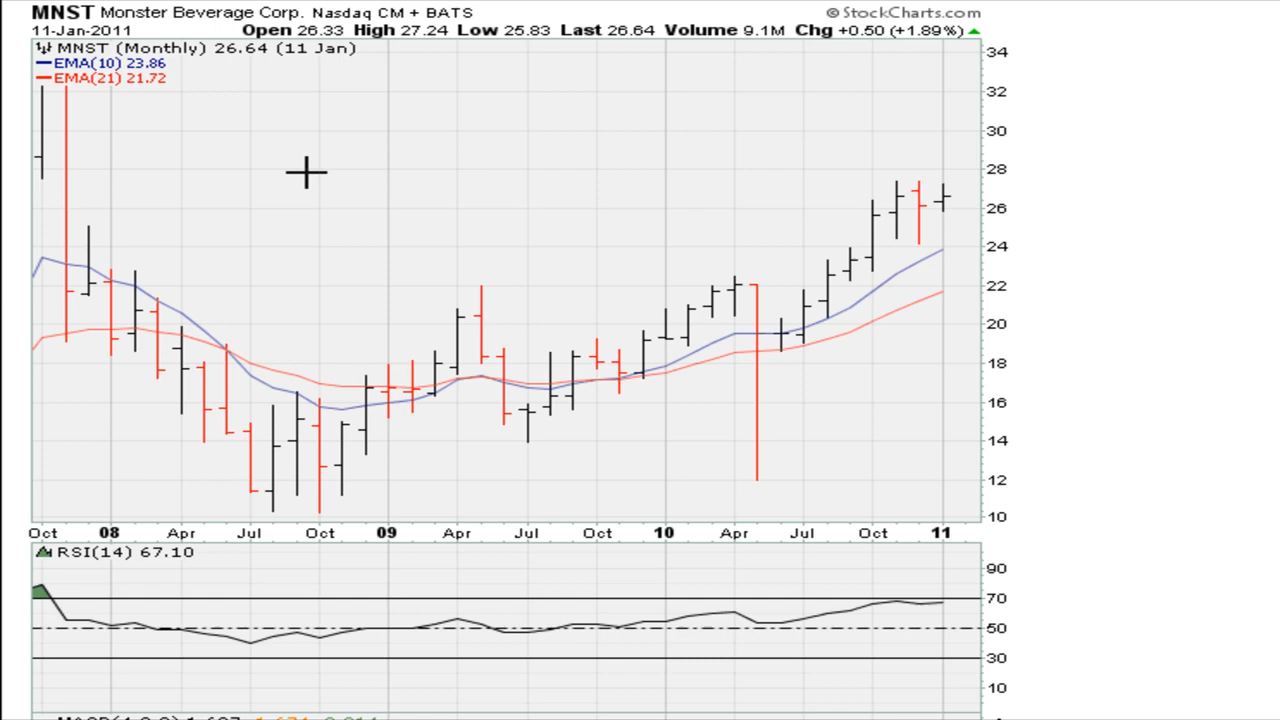 MNST Monster Beverage Corp. Nasdaq CM + BATS © StockCharts.com
11-Jan-2011 Open 26.33 High 27.24 Low 25.83 Last 26.64 Volume 9.1M Chg +0.50 (+1.89%)
MNST (Monthly) 26.64 (11 Jan)
EMA(10) 23.86
EMA(21) 21.72
34
32
30
28
26
24
22
20
18
16
14
12
10
Oct 08 Apr Jul Oct 09 Apr Jul Oct 10 Apr Jul Oct 11
RSI(14) 67.10
90
70
50
30
10